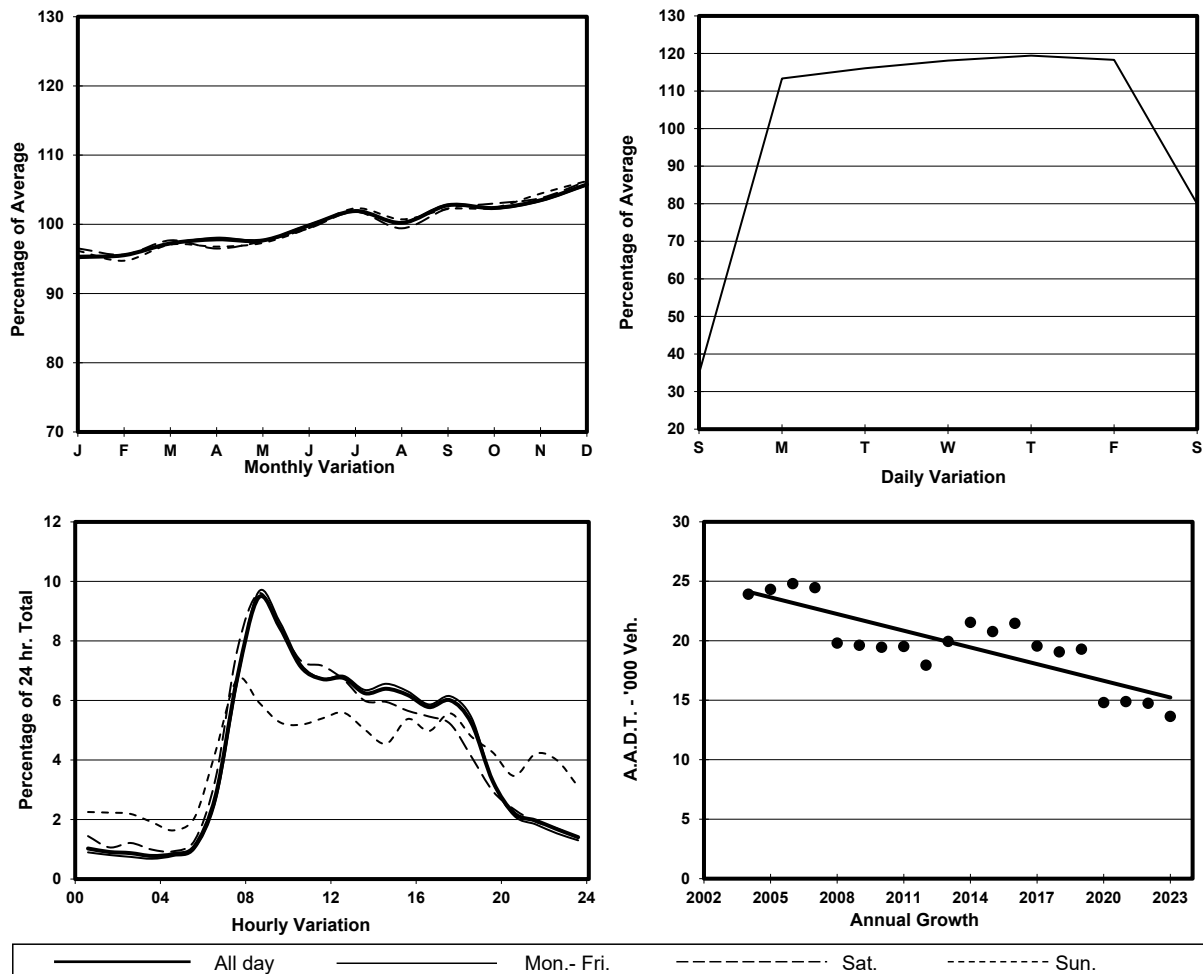 130
120
110
100
90
80
70
Percentage of Average
J F M A M J J A S O N D
Monthly Variation
130
120
110
100
90
80
70
60
50
40
30
20
Percentage of Average
S M T W T F S
Daily Variation
12
10
8
6
4
2
0
Percentage of 24 hr. Total
00 04 08 12 16 20 24
Hourly Variation
30
25
20
15
10
5
0
A.A.D.T. - '000 Veh.
2002 2005 2008 2011 2014 2017 2020 2023
Annual Growth
All day Mon.- Fri. Sat. Sun.